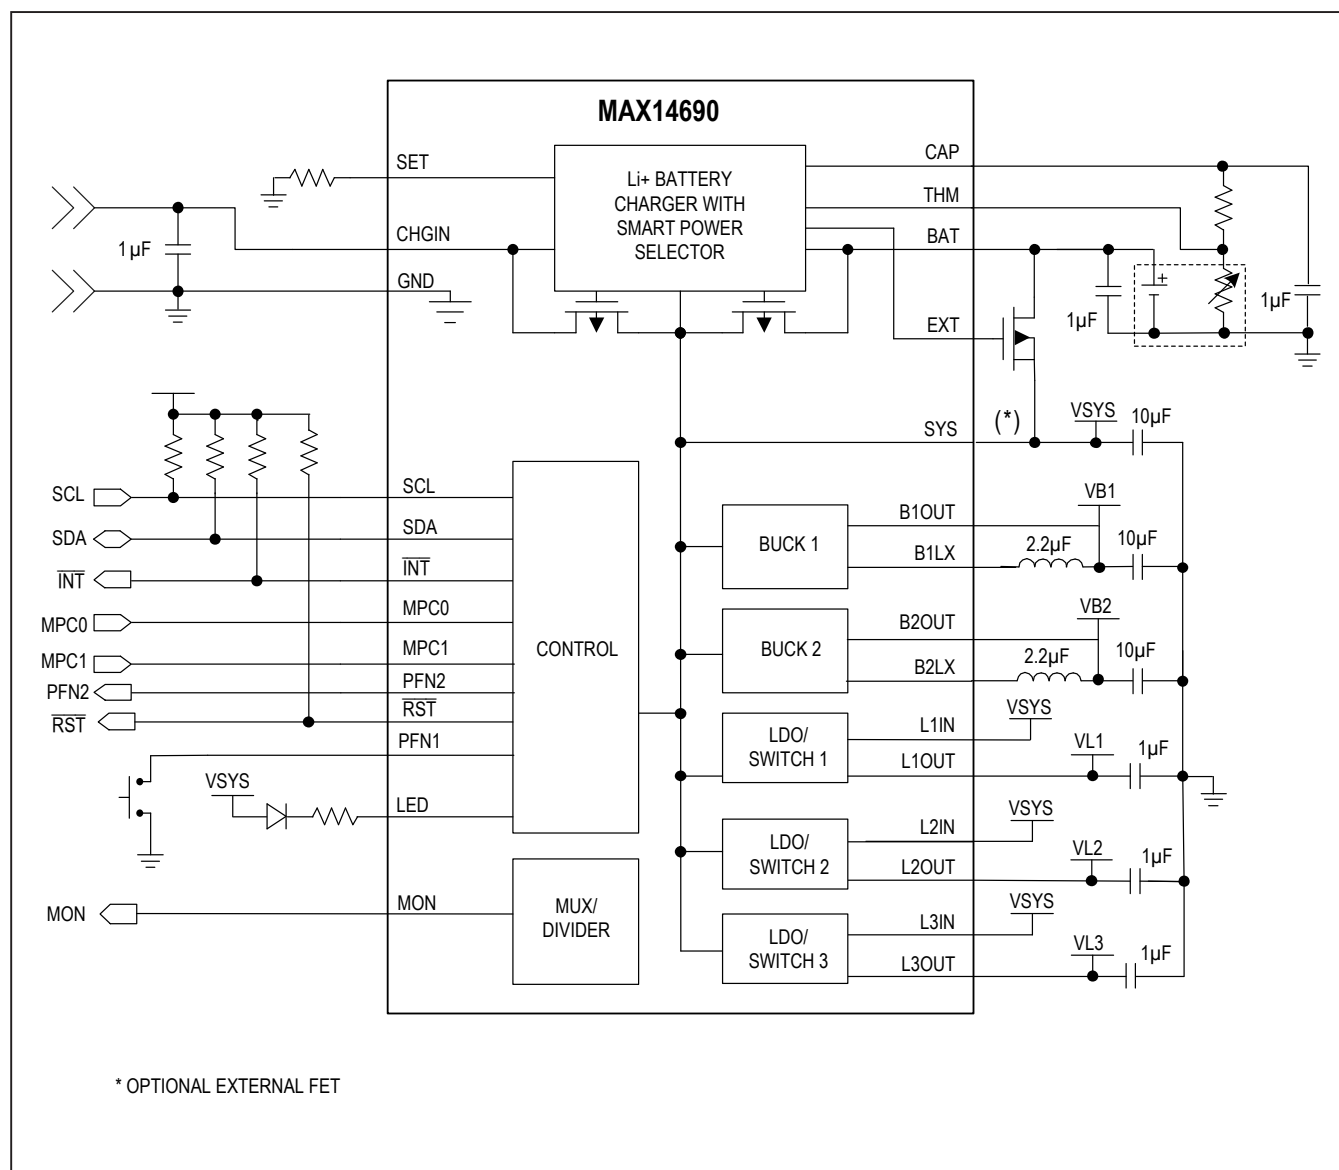 MAX14690
SET
CHGIN
GND
1µF
Li+ BATTERY
CHARGER WITH
SMART POWER
SELECTOR
CAP
THM
BAT
EXT
SYS
1µF
+
1µF
(*)
VSYS
10µF
SCL
SDA
INT
MPC0
MPC1
PFN2
RST
SCL
SDA
INT
MPC0
MPC1
PFN2
RST
PFN1
LED
VSYS
CONTROL
MON
MON
MUX/
DIVIDER
BUCK 1
B1OUT
B1LX
2.2µF
VB1
10µF
BUCK 2
B2OUT
B2LX
2.2µF
VB2
10µF
LDO/
SWITCH 1
L1IN
L1OUT
VSYS
VL1
1µF
LDO/
SWITCH 2
L2IN
L2OUT
VSYS
VL2
1µF
LDO/
SWITCH 3
L3IN
L3OUT
VSYS
VL3
1µF
* OPTIONAL EXTERNAL FET